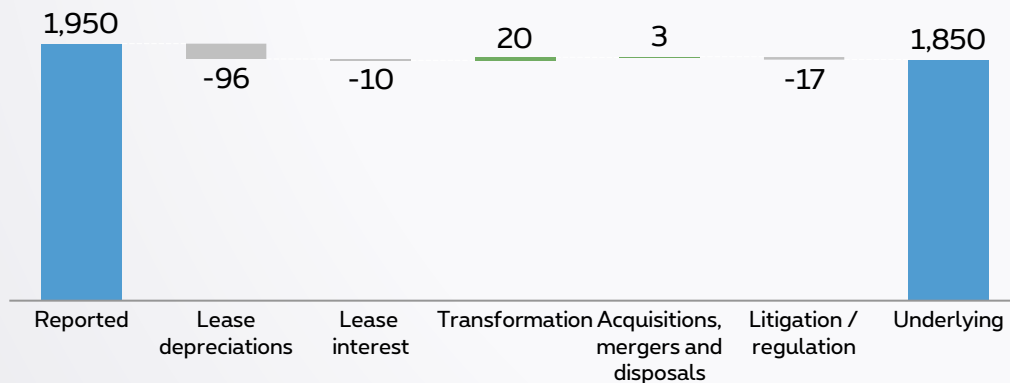 1,950
-96
-10
20
3
-17
1,850
Reported
Lease
depreciations
Lease
interest
Transformation
Acquisitions,
mergers and
disposals
Litigation /
regulation
Underlying